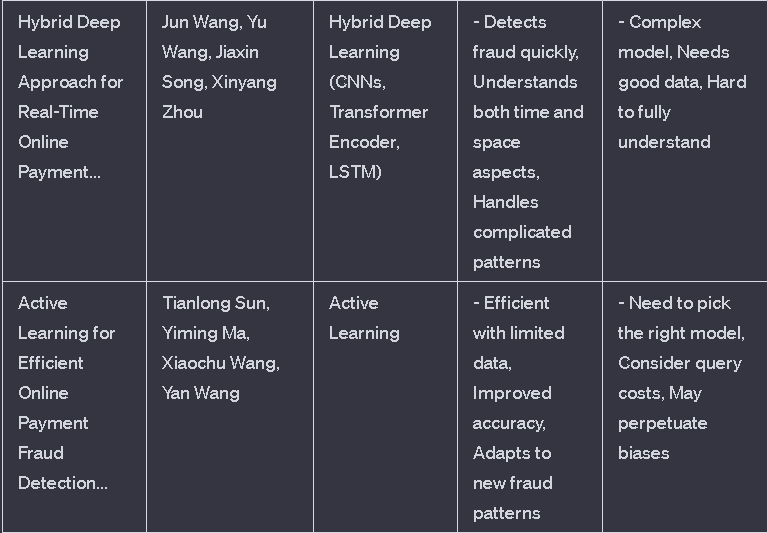 Hybrid Deep
Learning
Approach for
Real-Time
Online
Payment...
Jun Wang, Yu
Wang, Jiaxin
Song, Xinyang
Zhou
Hybrid Deep
Learning
(CNNs,
Transformer
Encoder,
LSTM)
- Detects
fraud quickly,
Understands
both time and
space
aspects,
Handles
complicated
patterns
- Complex
model, Needs
good data, Hard
to fully
understand
Active
Learning for
Efficient
Online
Payment
Fraud
Detection...
Tianlong Sun,
Yiming Ma,
Xiaochu Wang,
Yan Wang
Active
Learning
- Efficient
with limited
data,
Improved
accuracy,
Adapts to
new fraud
patterns
- Need to pick
the right model,
Consider query
costs, May
perpetuate
biases